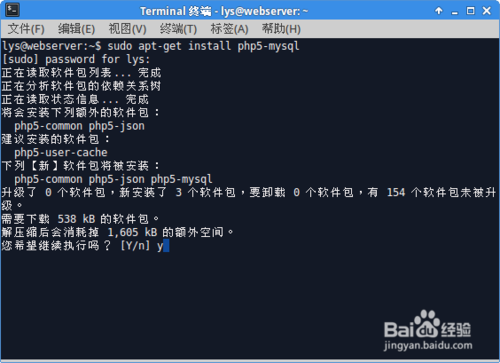 Terminal 终端 - lys@webserver: ~
文件(F) 编辑(E) 视图(V) 终端(T) 标签(A) 帮助(H)
lys@webserver:~$ sudo apt-get install php5-mysql
[sudo] password for lys:
正在读取软件包列表... 完成
正在分析软件包的依赖关系树
正在读取状态信息... 完成
将会安装下列额外的软件包：
php5-common php5-json
建议安装的软件包：
php5-user-cache
下列【新】软件包将被安装：
php5-common php5-json php5-mysql
升级了 0 个软件包，新安装了 3 个软件包，要卸载 0 个软件包，有 154 个软件包未被升
级。
需要下载 538 kB 的软件包。
解压缩后会消耗掉 1,605 kB 的额外空间。
您希望继续执行吗？ [Y/n] y
Baidu 经验
jingyan.baidu.com